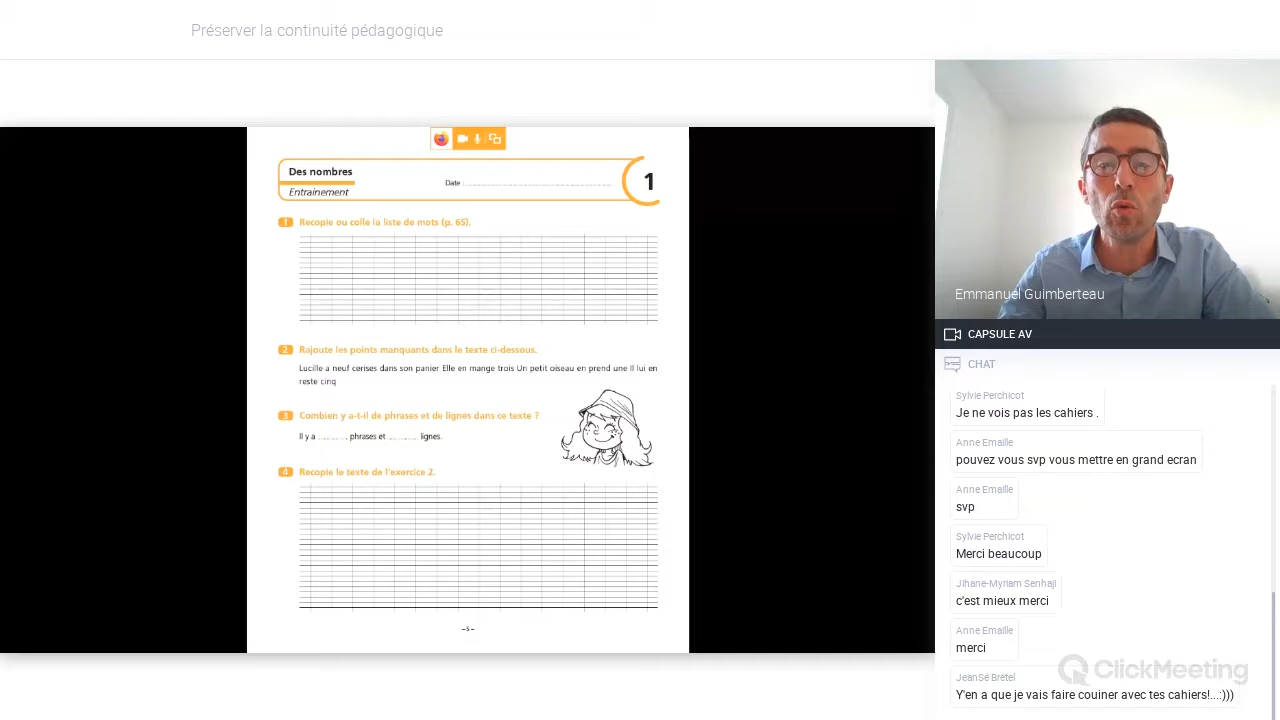 Préserver la continuité pédagogique
Des nombres
Entraînement
Date :
1
1 Recopie ou colle la liste de mots (p. 65).
2 Rajoute les points manquants dans le texte ci-dessous.
Lucille a neuf cerises dans son panier Elle en mange trois Un petit oiseau en prend une Il lui en
reste cinq
3 Combien y a-t-il de phrases et de lignes dans ce texte ?
Il y a ............ phrases et ............ lignes.
4 Recopie le texte de l'exercice 2.
Emmanuel Guimberteau
CAPSULE AV
CHAT
Sylvie Perchicot
Je ne vois pas les cahiers .
Anne Emaille
pouvez vous svp vous mettre en grand ecran
Anne Emaille
svp
Sylvie Perchicot
Merci beaucoup
Jihane-Myriam Senhaji
c'est mieux merci
Anne Emaille
merci
JeanSé Brétel
Y'en a que je vais faire couiner avec tes cahiers!...:)))
ClickMeeting